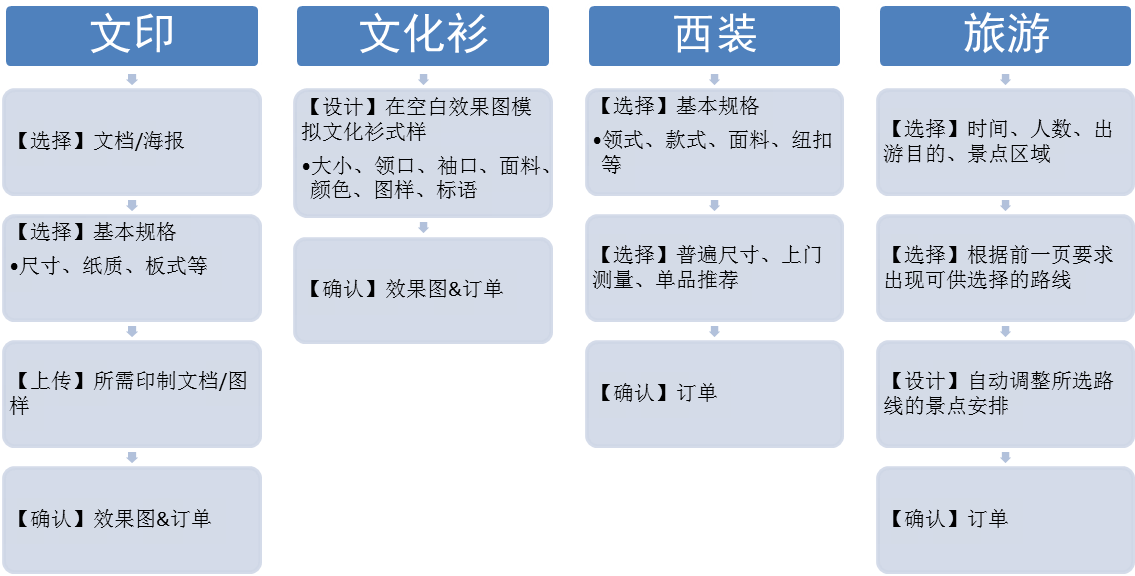 文印
【选择】文档/海报
【选择】基本规格
•尺寸、纸质、板式等
【上传】所需印制文档/图
样
【确认】效果图&订单
文化衫
【设计】在空白效果图模
拟文化衫式样
•大小、领口、袖口、面料、
颜色、图样、标语
【确认】效果图&订单
西装
【选择】基本规格
•领式、款式、面料、纽扣
等
【选择】普遍尺寸、上门
测量、单品推荐
【确认】订单
旅游
【选择】时间、人数、出
游目的、景点区域
【选择】根据前一页要求
出现可供选择的路线
【设计】自动调整所选路
线的景点安排
【确认】订单